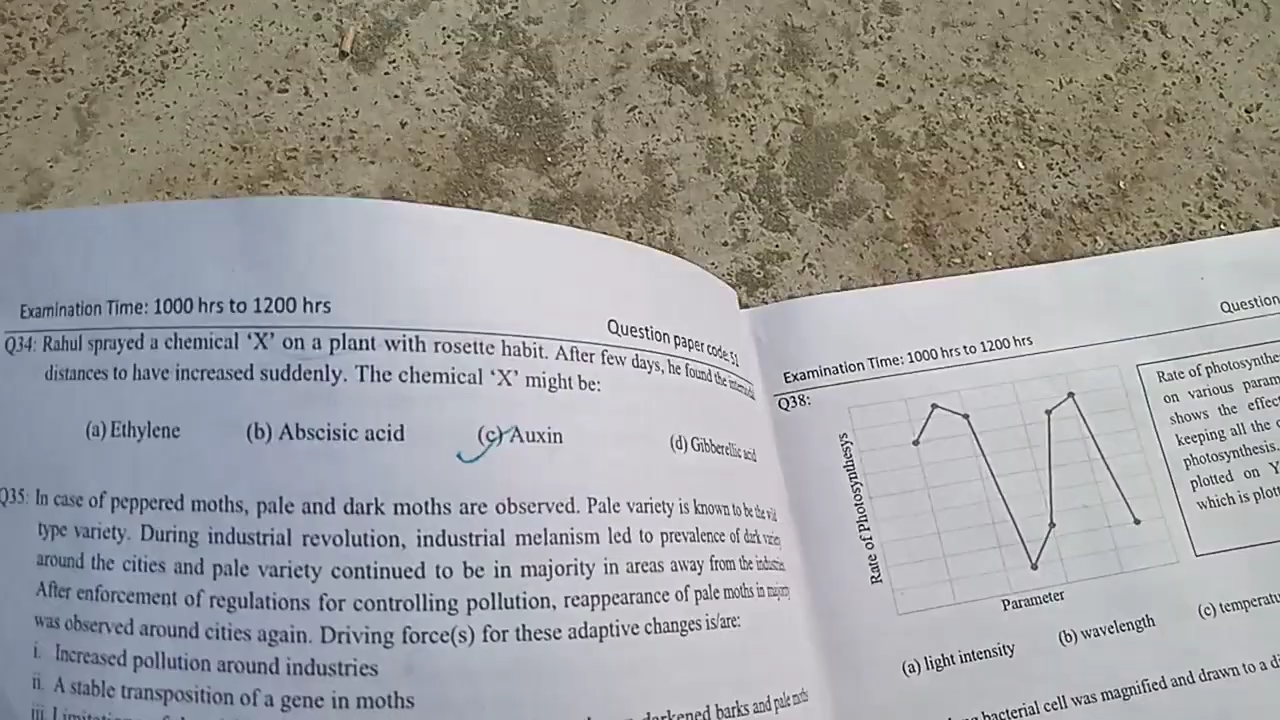 Examination Time: 1000 hrs to 1200 hrs
Question paper code: 51
Q34: Rahul sprayed a chemical ‘X’ on a plant with rosette habit. After few days, he found the internodal
distances to have increased suddenly. The chemical ‘X’ might be:
(a) Ethylene (b) Abscisic acid (c) Auxin (d) Gibberellic acid
Q35: In case of peppered moths, pale and dark moths are observed. Pale variety is known to be the wild
type variety. During industrial revolution, industrial melanism led to prevalence of dark variety
around the cities and pale variety continued to be in majority in areas away from the industries.
After enforcement of regulations for controlling pollution, reappearance of pale moths in majority
was observed around cities again. Driving force(s) for these adaptive changes is/are:
i. Increased pollution around industries
ii. A stable transposition of a gene in moths
iii. darkened barks and pale moths
Question
Examination Time: 1000 hrs to 1200 hrs
Q38:
Rate of Photosynthesys
Parameter
Rate of photosynthe
on various param
shows the effect
keeping all the
photosynthesis.
plotted on Y
which is plott
(a) light intensity (b) wavelength (c) temperatu
bacterial cell was magnified and drawn to a di